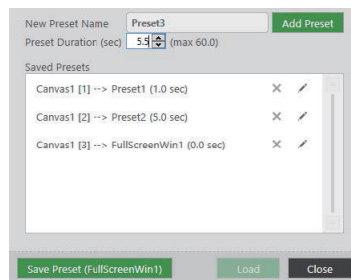 New Preset Name Preset3 Add Preset
Preset Duration (sec) 5.5 (max 60.0)
Saved Presets
Canvas1 [1] --> Preset1 (1.0 sec)
Canvas1 [2] --> Preset2 (5.0 sec)
Canvas1 [3] --> FullScreenWin1 (0.0 sec)
Save Preset (FullScreenWin1) Load Close